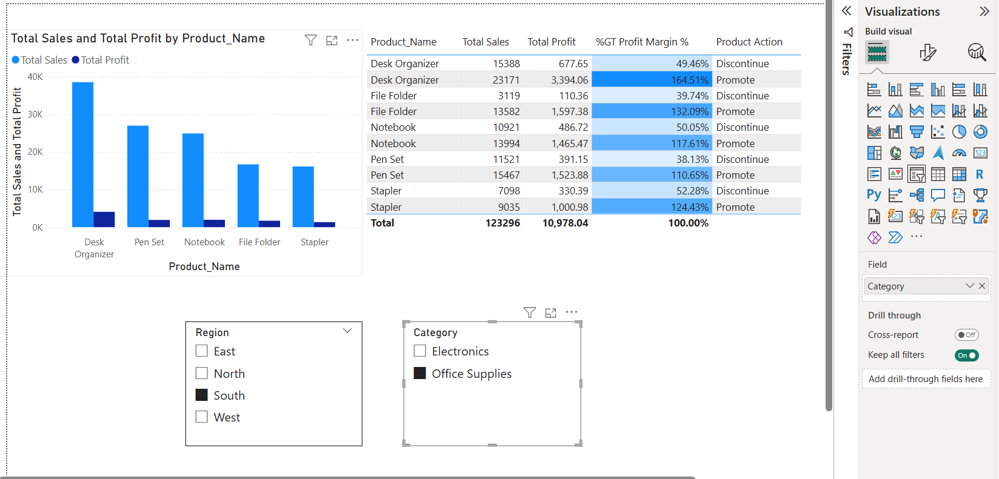 Total Sales and Total Profit by Product_Name
Total Sales Total Profit
Total Sales and Total Profit
40K
30K
20K
10K
0K
Desk Organizer Pen Set Notebook File Folder Stapler
Product_Name
Product_Name Total Sales Total Profit %GT Profit Margin % Product Action
Desk Organizer 15388 677.65 49.46% Discontinue
Desk Organizer 23171 3,394.06 164.51% Promote
File Folder 3119 110.36 39.74% Discontinue
File Folder 13582 1,597.38 132.09% Promote
Notebook 10921 486.72 50.05% Discontinue
Notebook 13994 1,465.47 117.61% Promote
Pen Set 11521 391.15 38.13% Discontinue
Pen Set 15467 1,523.88 110.65% Promote
Stapler 7098 330.39 52.28% Discontinue
Stapler 9035 1,000.98 124.43% Promote
Total 123296 10,978.04 100.00%
Region
East
North
South
West
Category
Electronics
Office Supplies
Filters
Visualizations
Build visual
123
R
Py
123
Field
Category
Drill through
Cross-report Off
Keep all filters On
Add drill-through fields here